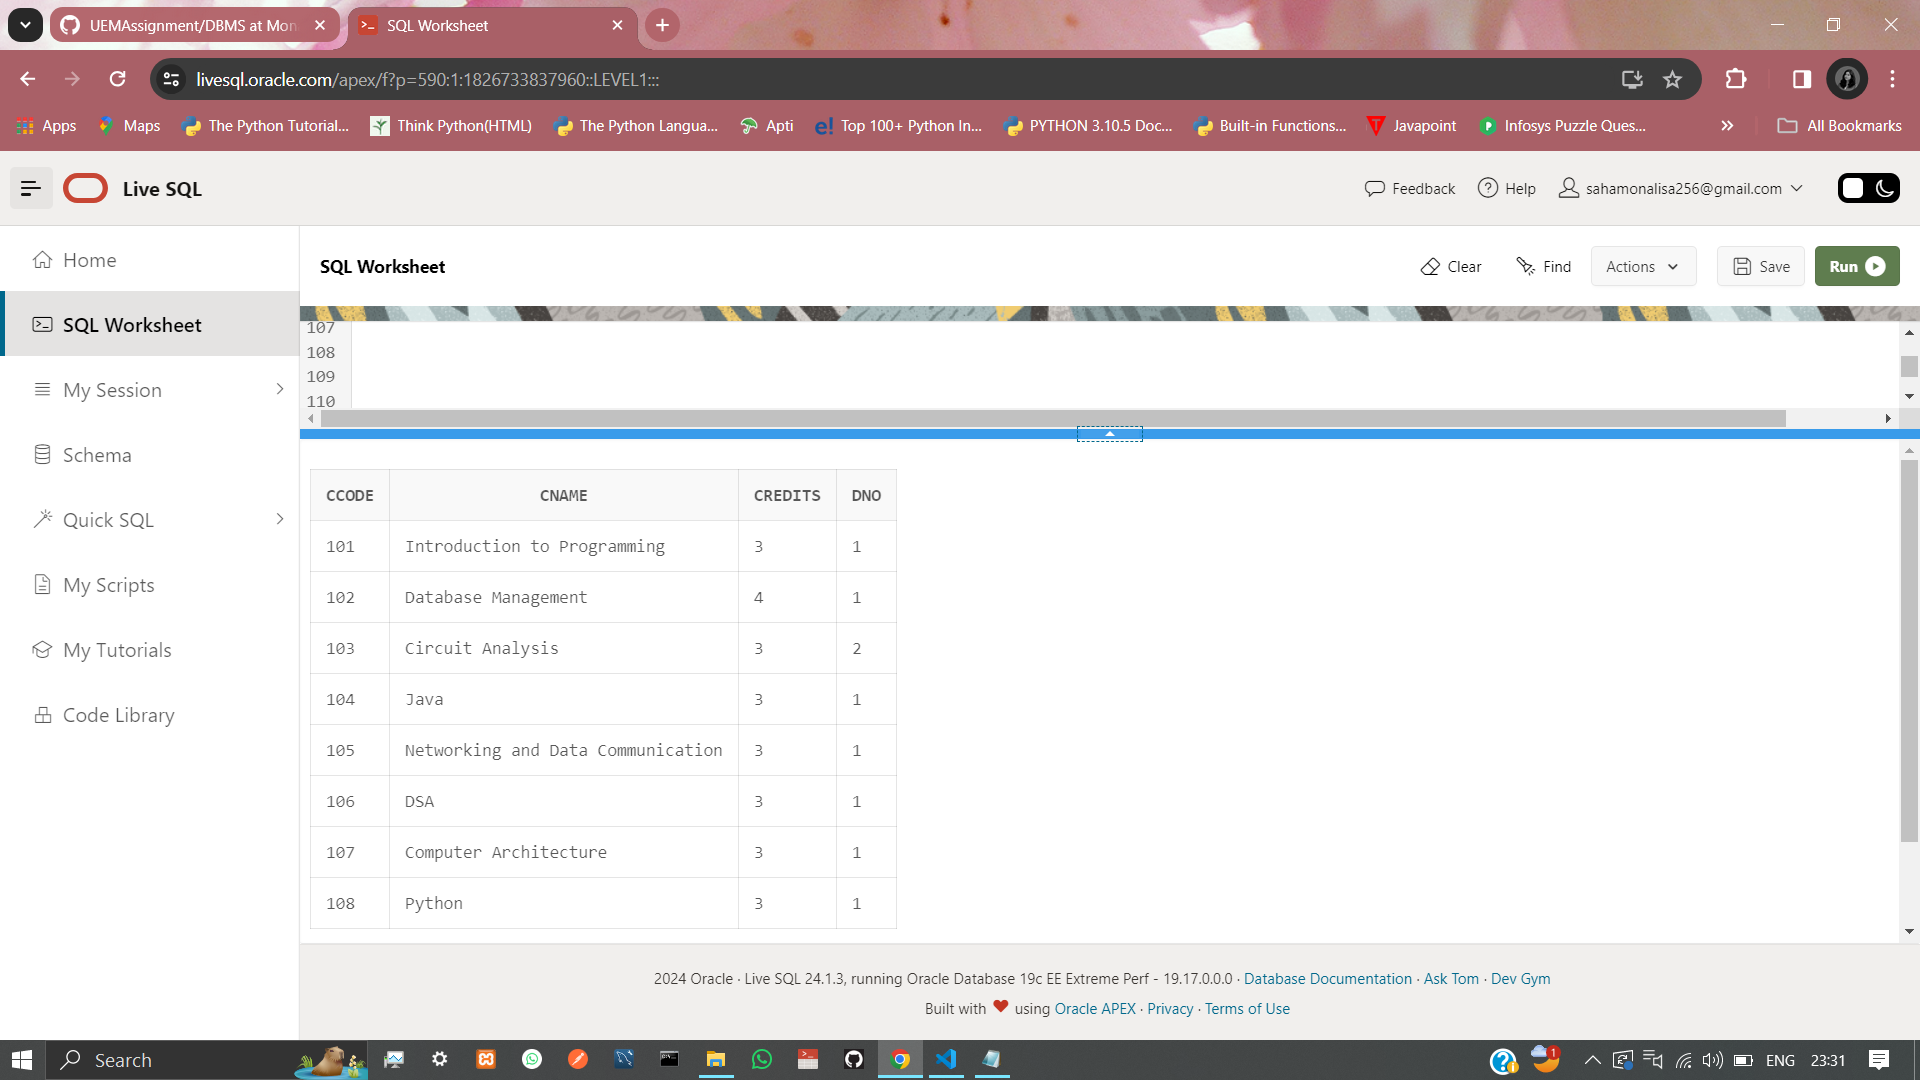 UEMAssignment/DBMS at Mon
SQL Worksheet
livesql.oracle.com/apex/f?p=590:1:1826733837960::LEVEL1:::
Apps
Maps
The Python Tutorial...
Think Python(HTML)
The Python Langua...
Apti
Top 100+ Python In...
PYTHON 3.10.5 Doc...
Built-in Functions...
Javapoint
Infosys Puzzle Ques...
All Bookmarks
Live SQL
Feedback
Help
sahamonalisa256@gmail.com
Home
SQL Worksheet
My Session
Schema
Quick SQL
My Scripts
My Tutorials
Code Library
SQL Worksheet
Clear
Find
Actions
Save
Run
107
108
109
110
CCODE CNAME CREDITS DNO
101 Introduction to Programming 3 1
102 Database Management 4 1
103 Circuit Analysis 3 2
104 Java 3 1
105 Networking and Data Communication 3 1
106 DSA 3 1
107 Computer Architecture 3 1
108 Python 3 1
2024 Oracle · Live SQL 24.1.3, running Oracle Database 19c EE Extreme Perf - 19.17.0.0.0 · Database Documentation · Ask Tom · Dev Gym
Built with ❤ using Oracle APEX · Privacy · Terms of Use
Search
1
ENG
23:31